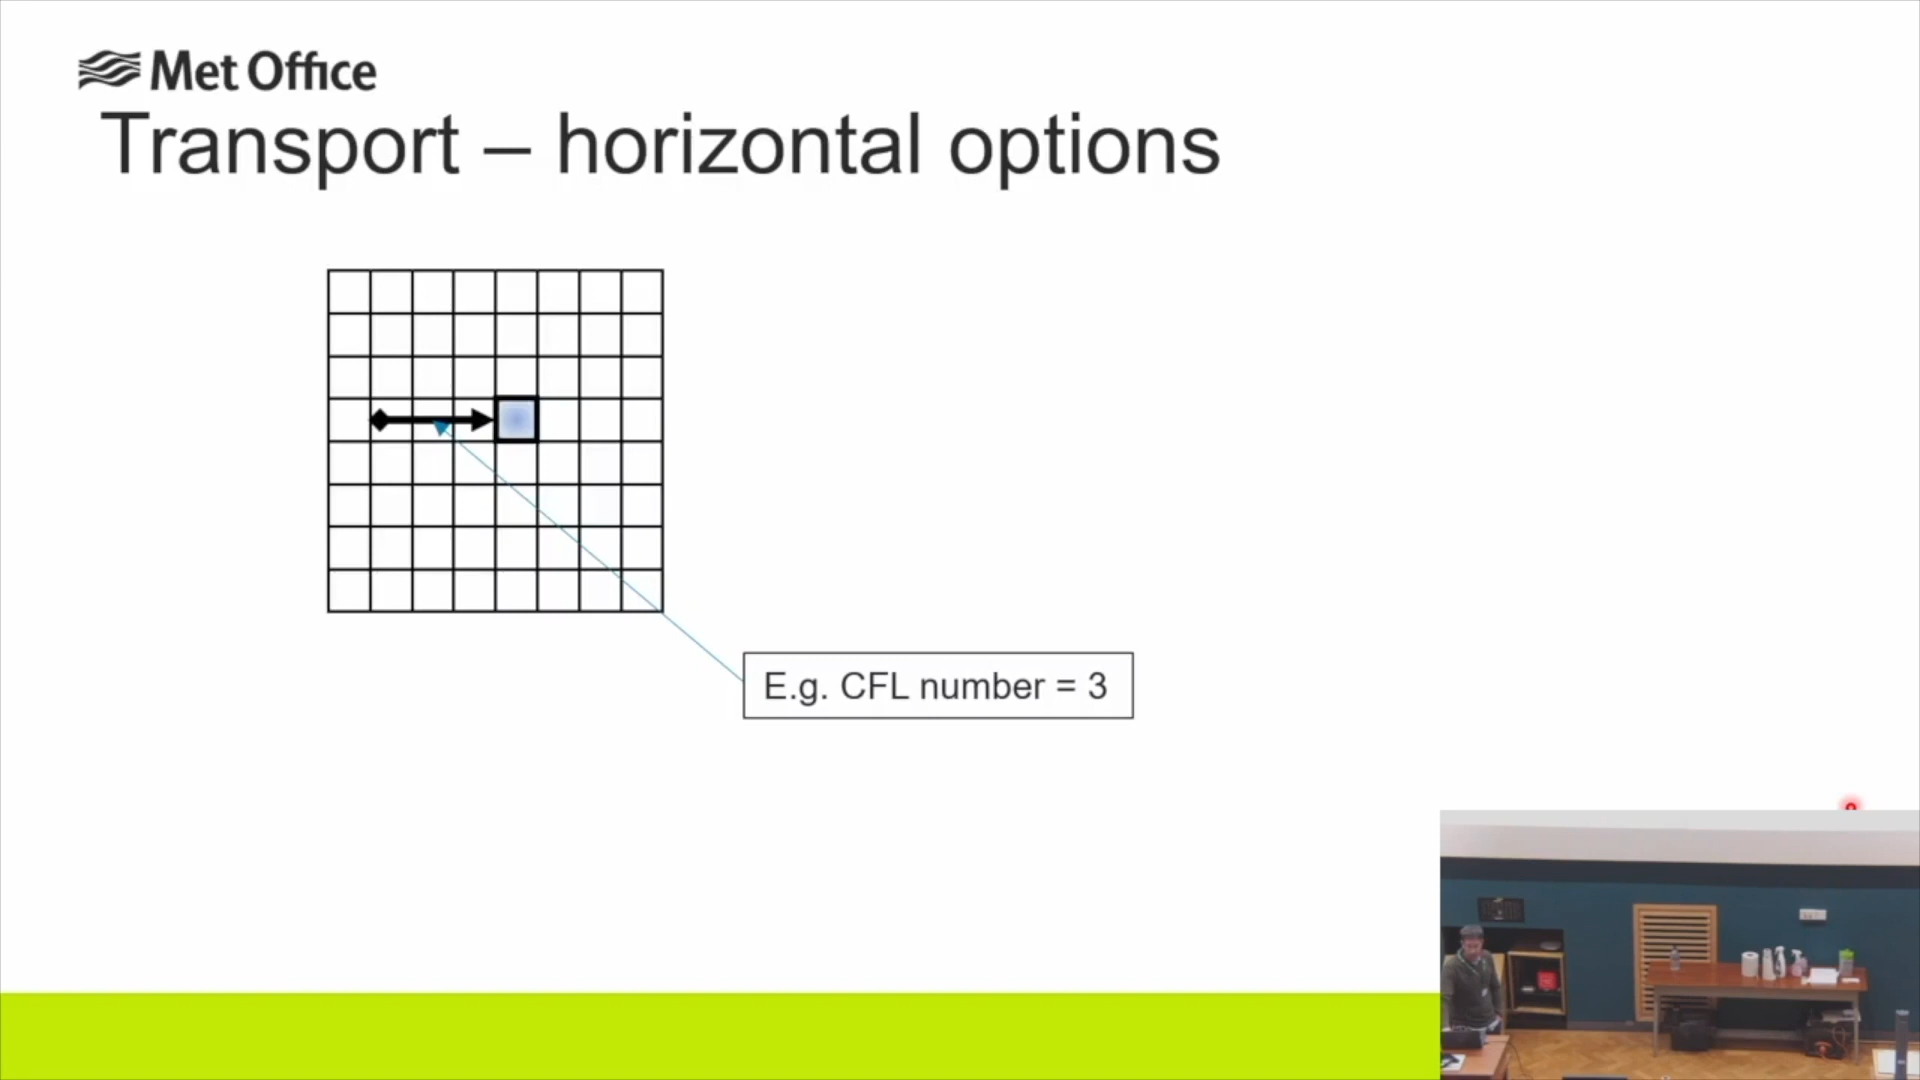 Met Office
Transport – horizontal options
E.g. CFL number = 3